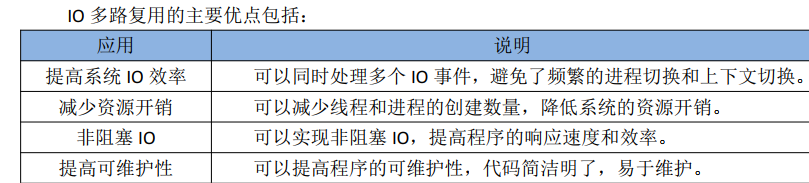 IO 多路复用的主要优点包括：
应用 说明
提高系统 IO 效率 可以同时处理多个 IO 事件，避免了频繁的进程切换和上下文切换。
减少资源开销 可以减少线程和进程的创建数量，降低系统的资源开销。
非阻塞 IO 可以实现非阻塞 IO，提高程序的响应速度和效率。
提高可维护性 可以提高程序的可维护性，代码简洁明了，易于维护。